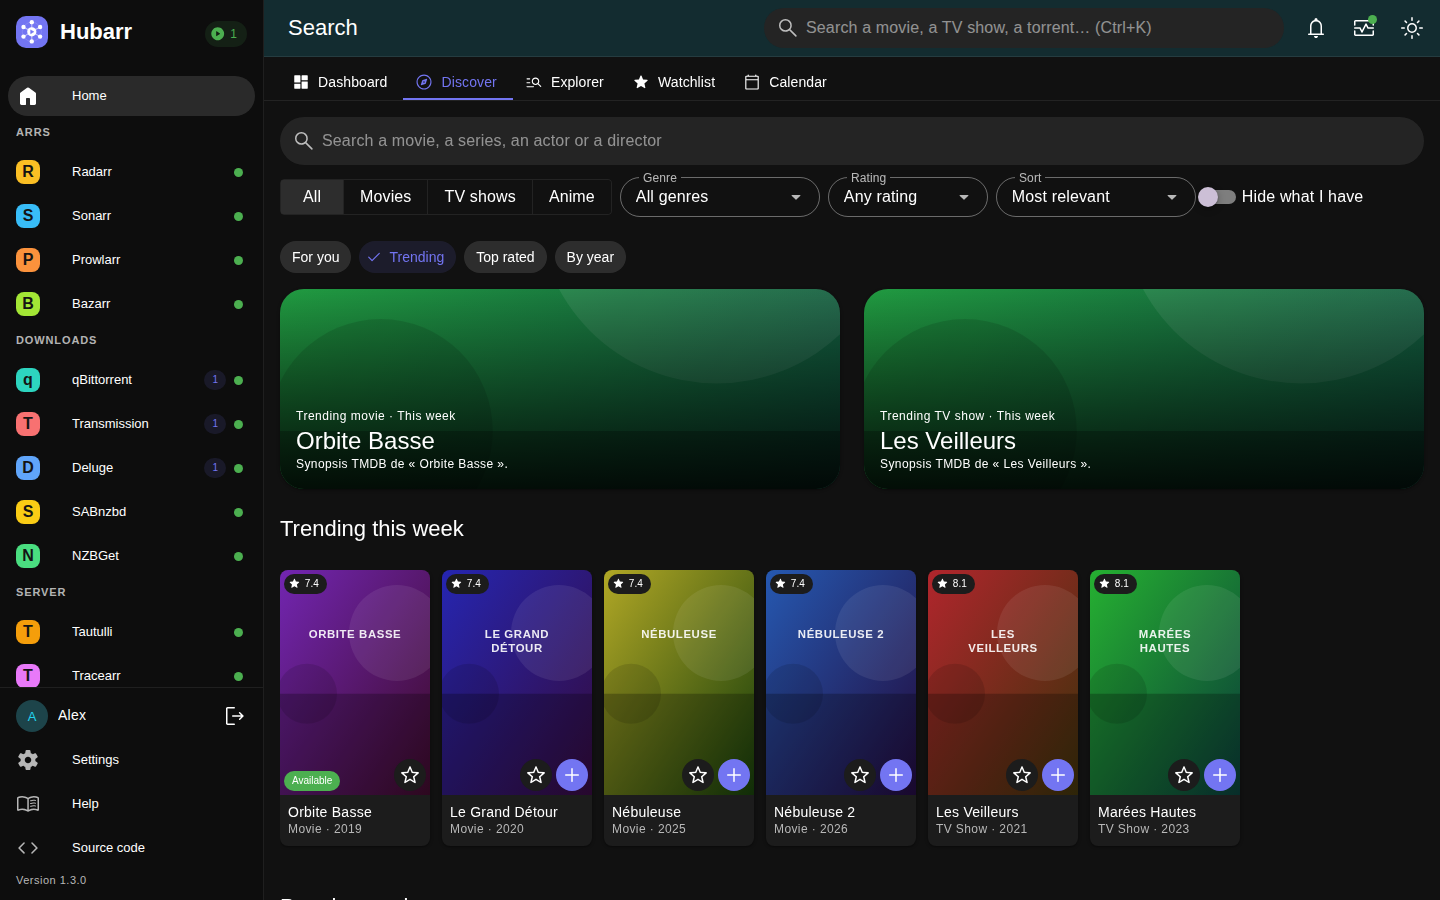 Hubarr
1
Search
Search a movie, a TV show, a torrent… (Ctrl+K)
Home
ARRS
R Radarr
S Sonarr
P Prowlarr
B Bazarr
DOWNLOADS
q qBittorrent 1
T Transmission 1
D Deluge 1
S SABnzbd
N NZBGet
SERVER
T Tautulli
T Tracearr
A Alex
Settings
Help
Source code
Version 1.3.0
Dashboard Discover Explorer Watchlist Calendar
Search a movie, a series, an actor or a director
Genre Rating Sort
All Movies TV shows Anime All genres Any rating Most relevant Hide what I have
For you Trending Top rated By year
Trending movie · This week
Orbite Basse
Synopsis TMDB de « Orbite Basse ».
Trending TV show · This week
Les Veilleurs
Synopsis TMDB de « Les Veilleurs ».
Trending this week
7.4
ORBITE BASSE
Available
Orbite Basse
Movie · 2019
7.4
LE GRAND
DÉTOUR
Le Grand Détour
Movie · 2020
7.4
NÉBULEUSE
Nébuleuse
Movie · 2025
7.4
NÉBULEUSE 2
Nébuleuse 2
Movie · 2026
8.1
LES
VEILLEURS
Les Veilleurs
TV Show · 2021
8.1
MARÉES
HAUTES
Marées Hautes
TV Show · 2023